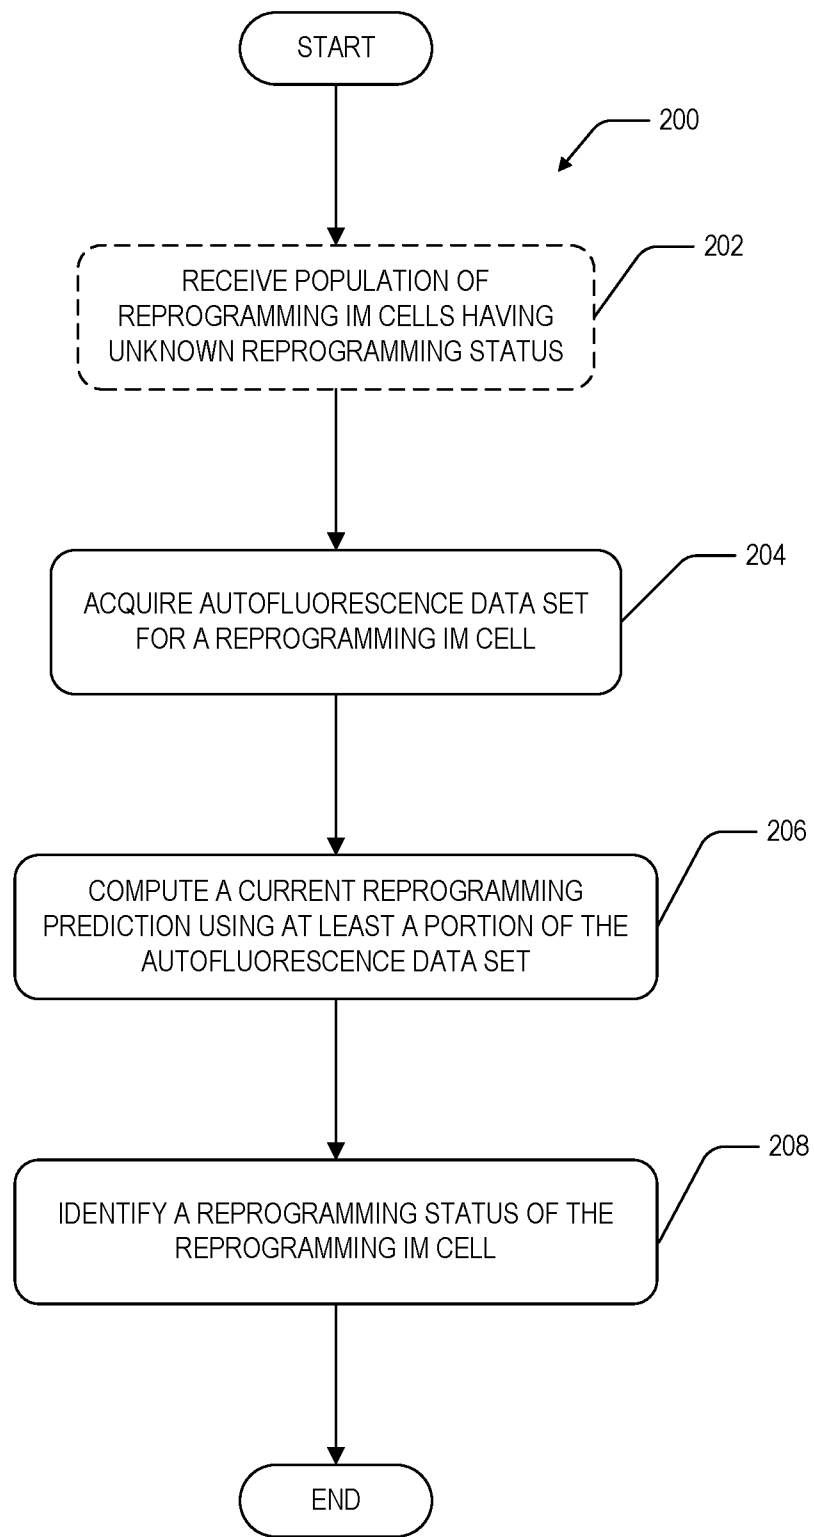 START
200
202
RECEIVE POPULATION OF
REPROGRAMMING IM CELLS HAVING
UNKNOWN REPROGRAMMING STATUS
204
ACQUIRE AUTOFLUORESCENCE DATA SET
FOR A REPROGRAMMING IM CELL
206
COMPUTE A CURRENT REPROGRAMMING
PREDICTION USING AT LEAST A PORTION OF THE
AUTOFLUORESCENCE DATA SET
208
IDENTIFY A REPROGRAMMING STATUS OF THE
REPROGRAMMING IM CELL
END